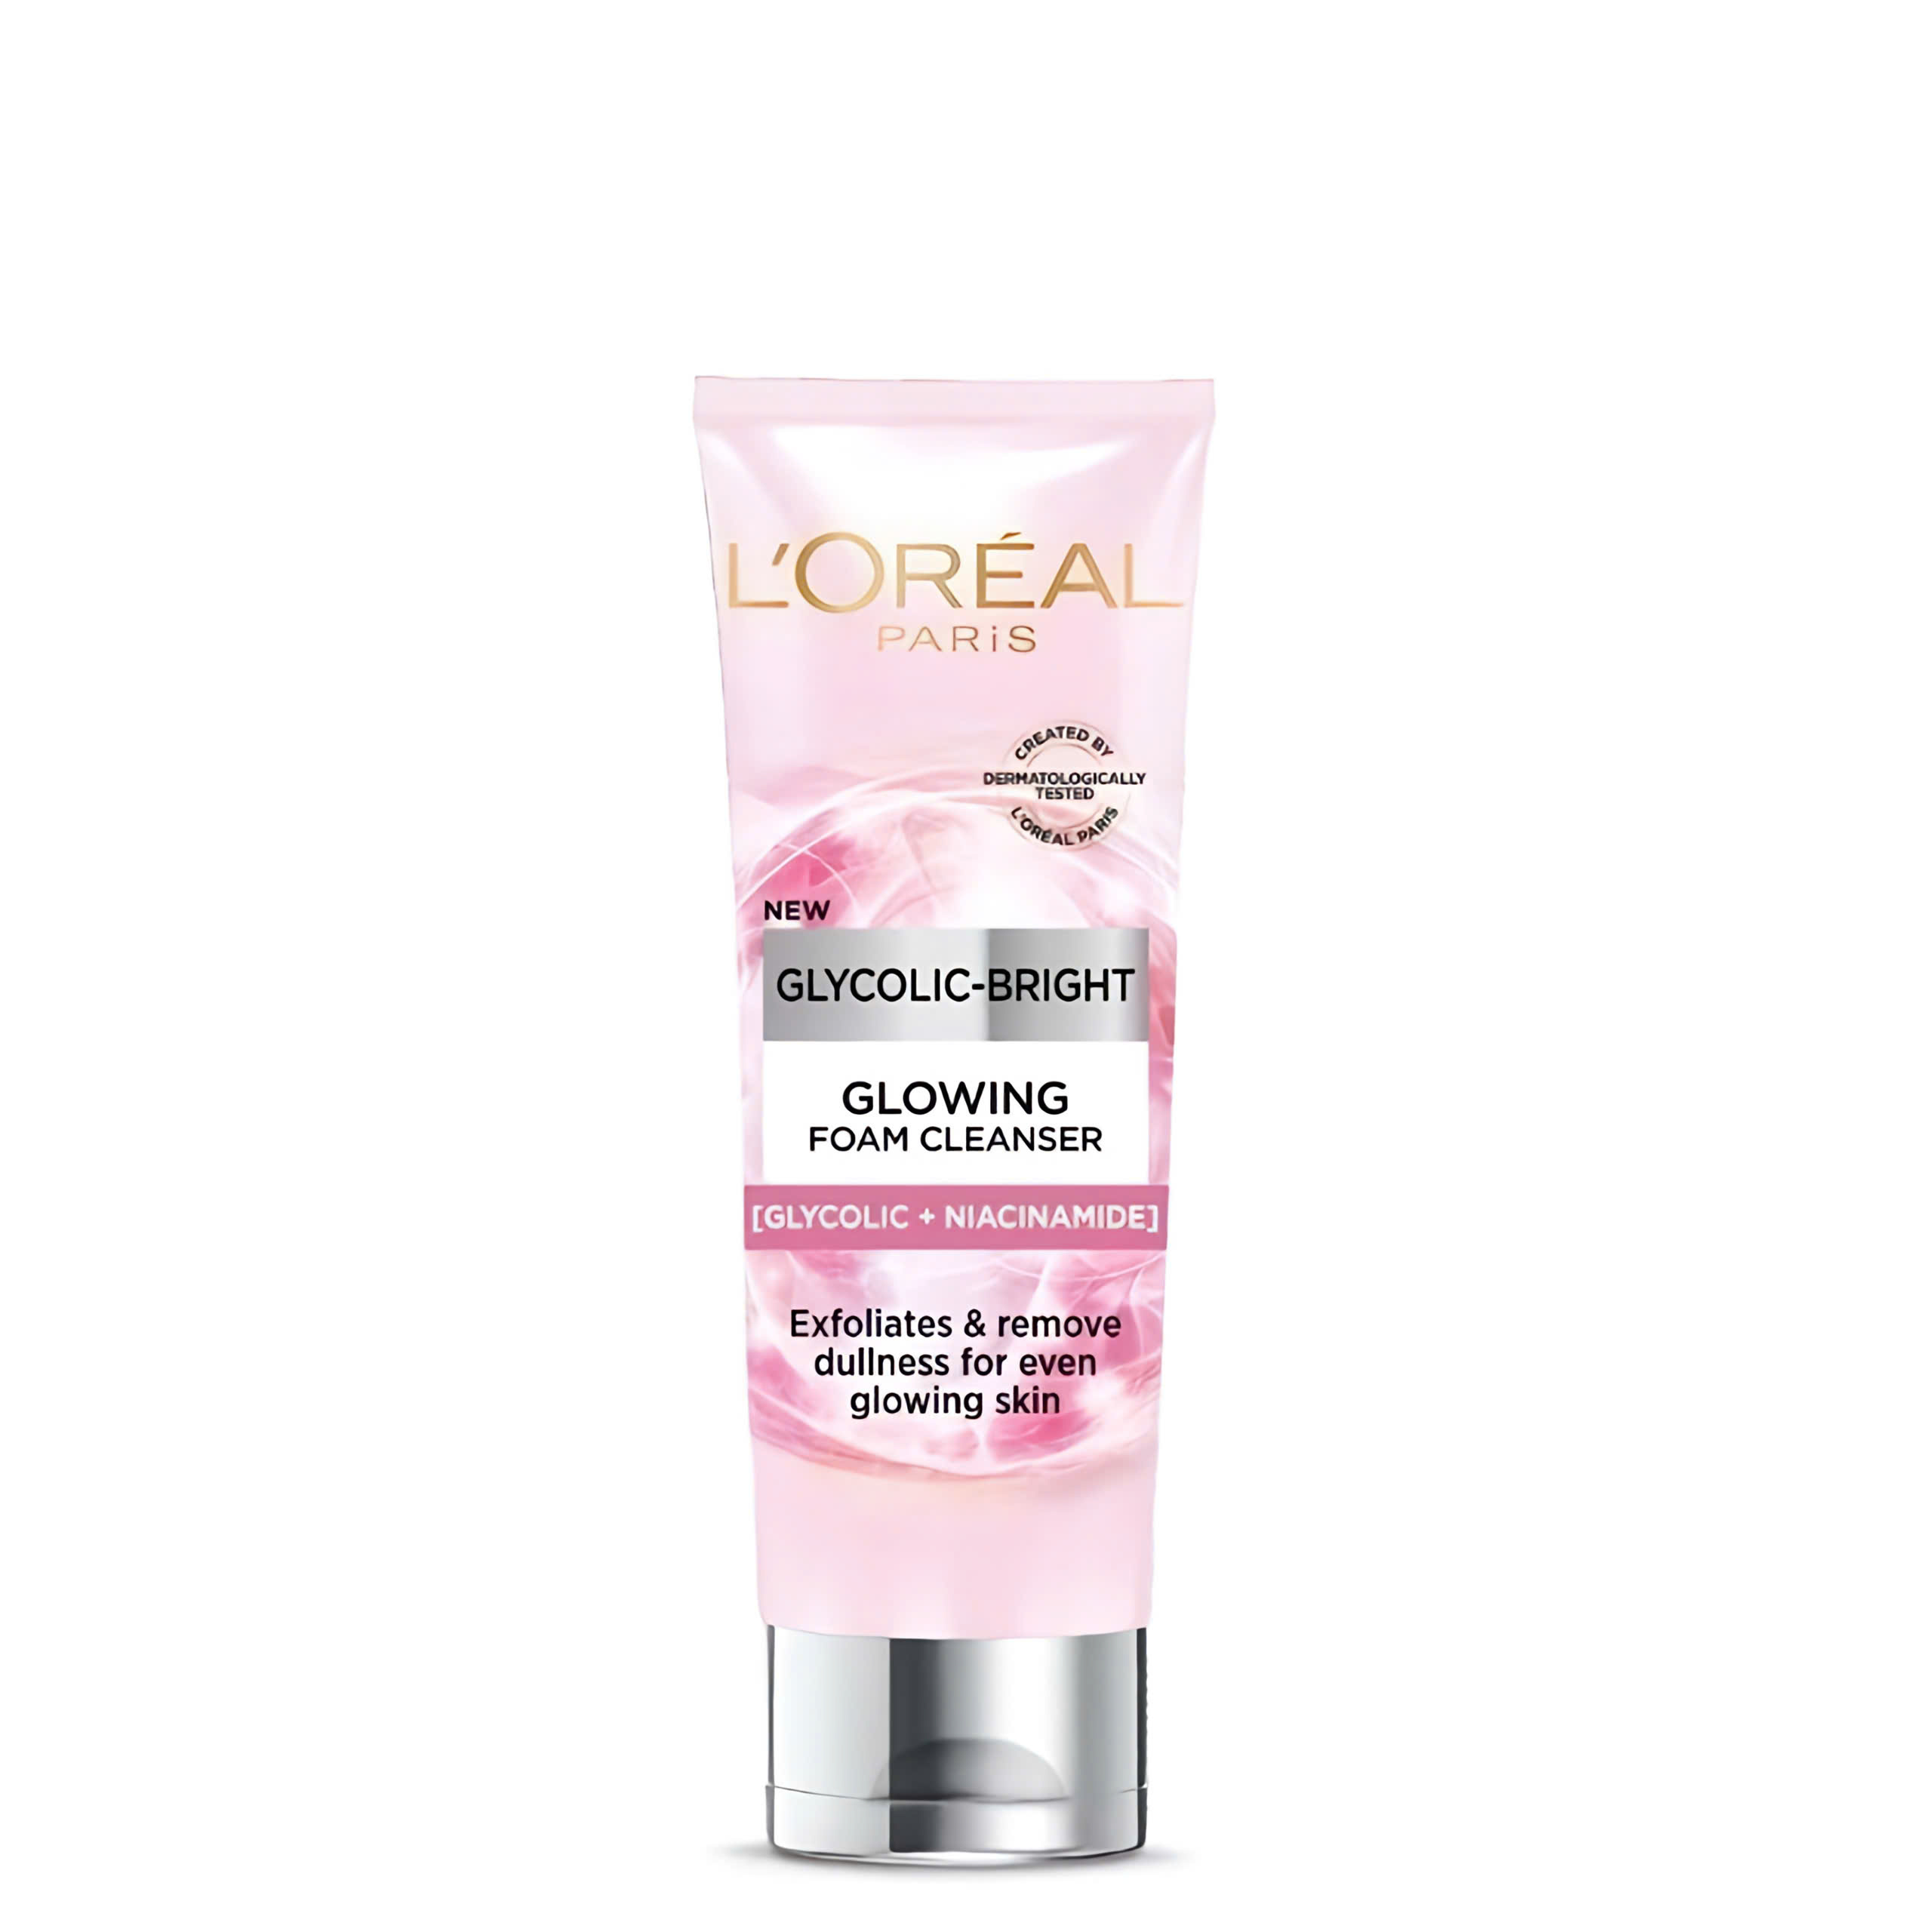 L'ORÉAL
PARiS
CREATED BY
DERMATOLOGICALLY
TESTED
L'ORÉAL PARIS
NEW
GLYCOLIC-BRIGHT
GLOWING
FOAM CLEANSER
[GLYCOLIC + NIACINAMIDE]
Exfoliates & remove
dullness for even
glowing skin